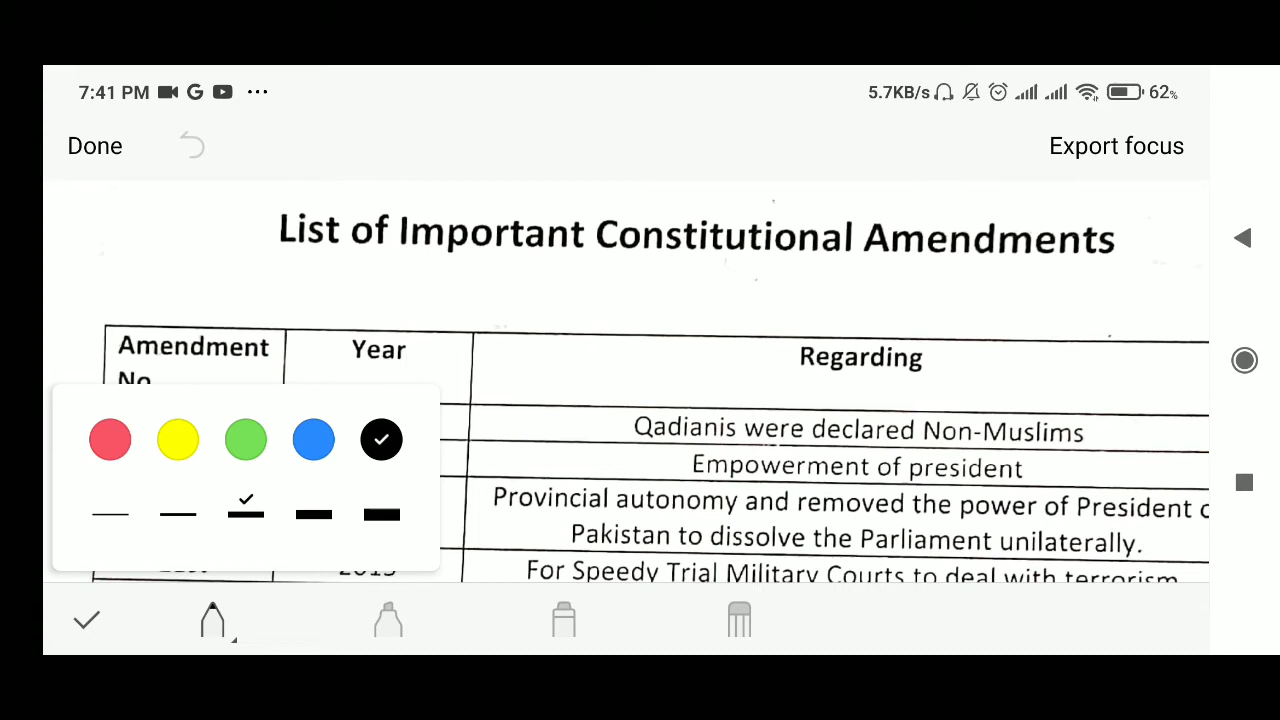 7:41 PM G ••• 5.7KB/s 62%
Done Export focus
List of Important Constitutional Amendments
Amendment Year Regarding
No
Qadianis were declared Non-Muslims
Empowerment of president
Provincial autonomy and removed the power of President
Pakistan to dissolve the Parliament unilaterally.
2015 For Speedy Trial Military Courts to deal with terrorism